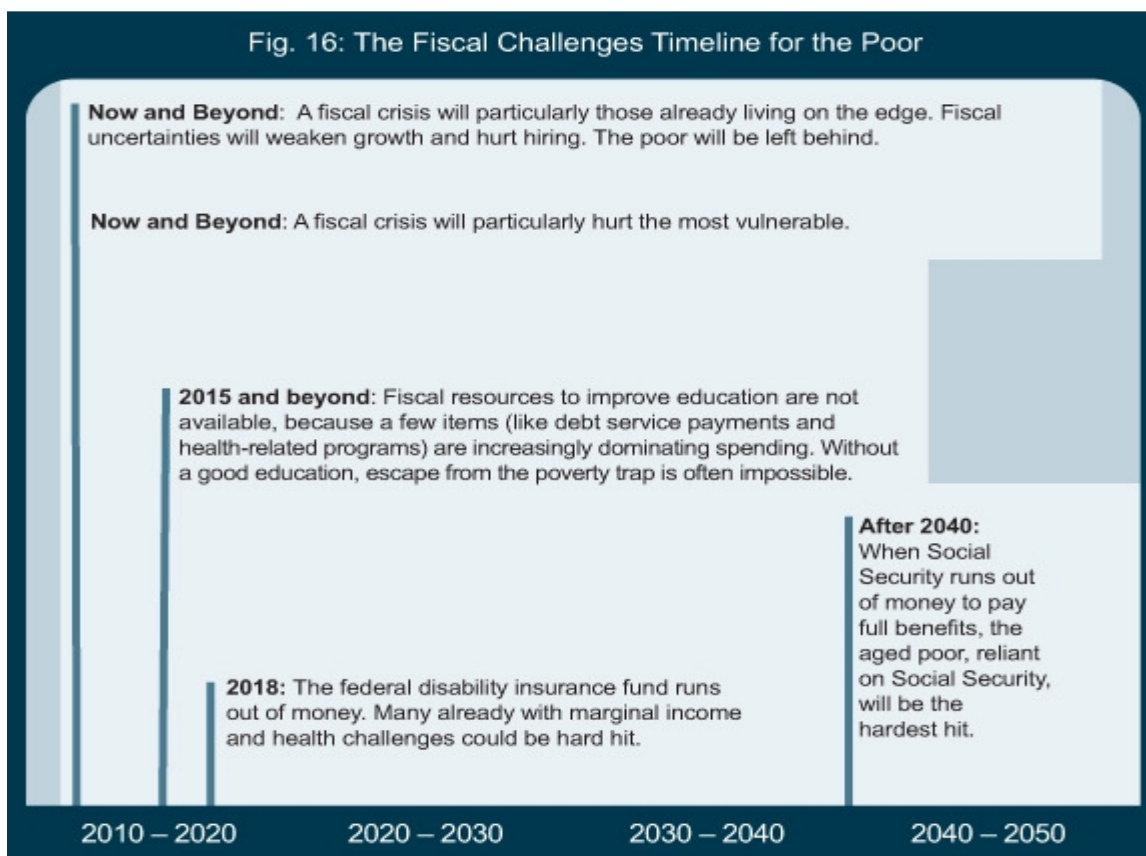 Fig. 16: The Fiscal Challenges Timeline for the Poor
Now and Beyond: A fiscal crisis will particularly those already living on the edge. Fiscal
uncertainties will weaken growth and hurt hiring. The poor will be left behind.
Now and Beyond: A fiscal crisis will particularly hurt the most vulnerable.
2015 and beyond: Fiscal resources to improve education are not
available, because a few items (like debt service payments and
health-related programs) are increasingly dominating spending. Without
a good education, escape from the poverty trap is often impossible.
After 2040:
When Social
Security runs out
of money to pay
full benefits, the
aged poor, reliant
on Social Security,
will be the
hardest hit.
2018: The federal disability insurance fund runs
out of money. Many already with marginal income
and health challenges could be hard hit.
2010 – 2020 2020 – 2030 2030 – 2040 2040 – 2050